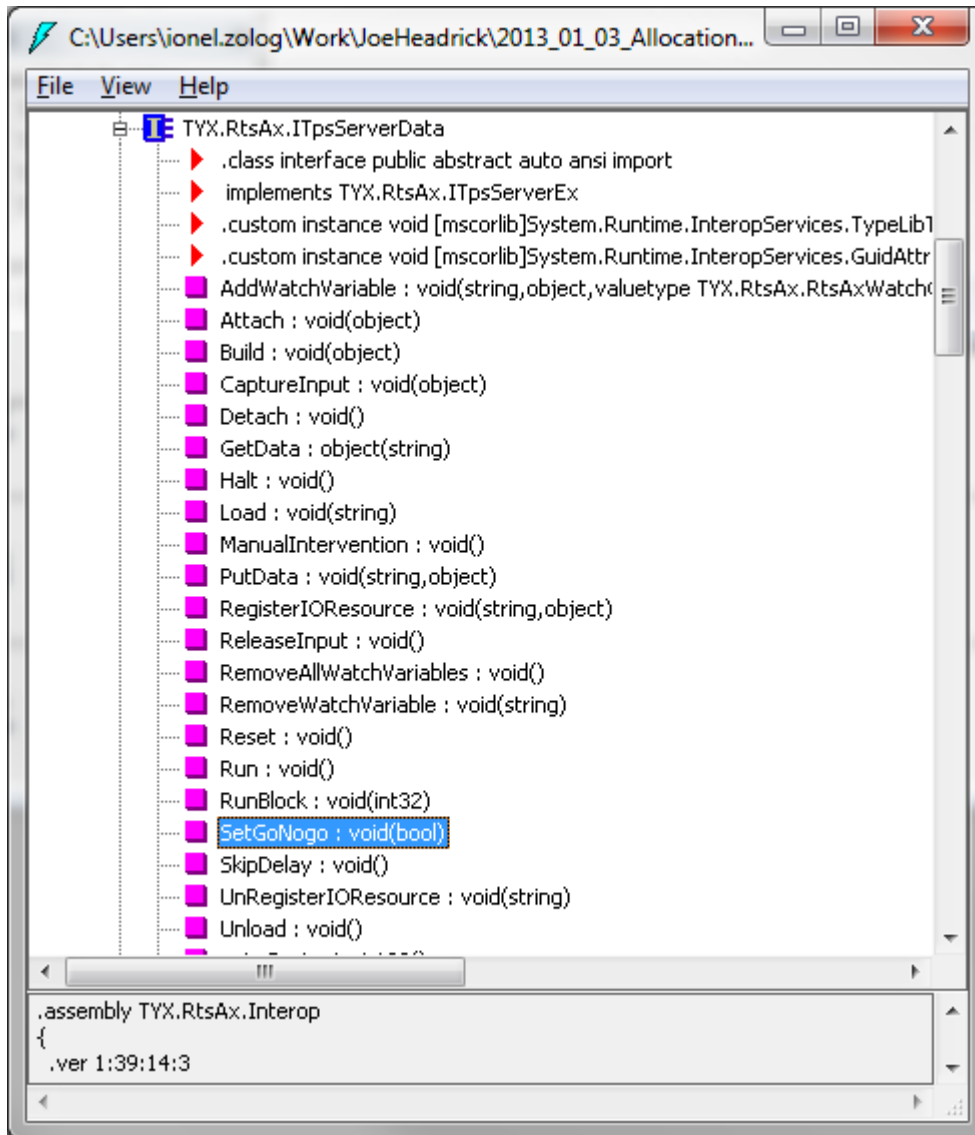 C:\Users\ionel.zolog\Work\JoeHeadrick\2013_01_03_Allocation...
File View Help
TYX.RtsAx.ITpsServerData
.class interface public abstract auto ansi import
implements TYX.RtsAx.ITpsServerEx
.custom instance void [mscorlib]System.Runtime.InteropServices.TypeLibT
.custom instance void [mscorlib]System.Runtime.InteropServices.GuidAttr
AddWatchVariable : void(string,object,valuetype TYX.RtsAx.RtsAxWatch
Attach : void(object)
Build : void(object)
CaptureInput : void(object)
Detach : void()
GetData : object(string)
Halt : void()
Load : void(string)
ManualIntervention : void()
PutData : void(string,object)
RegisterIOResource : void(string,object)
ReleaseInput : void()
RemoveAllWatchVariables : void()
RemoveWatchVariable : void(string)
Reset : void()
Run : void()
RunBlock : void(int32)
SetGoNogo : void(bool)
SkipDelay : void()
UnRegisterIOResource : void(string)
Unload : void()
.assembly TYX.RtsAx.Interop
{
.ver 1:39:14:3